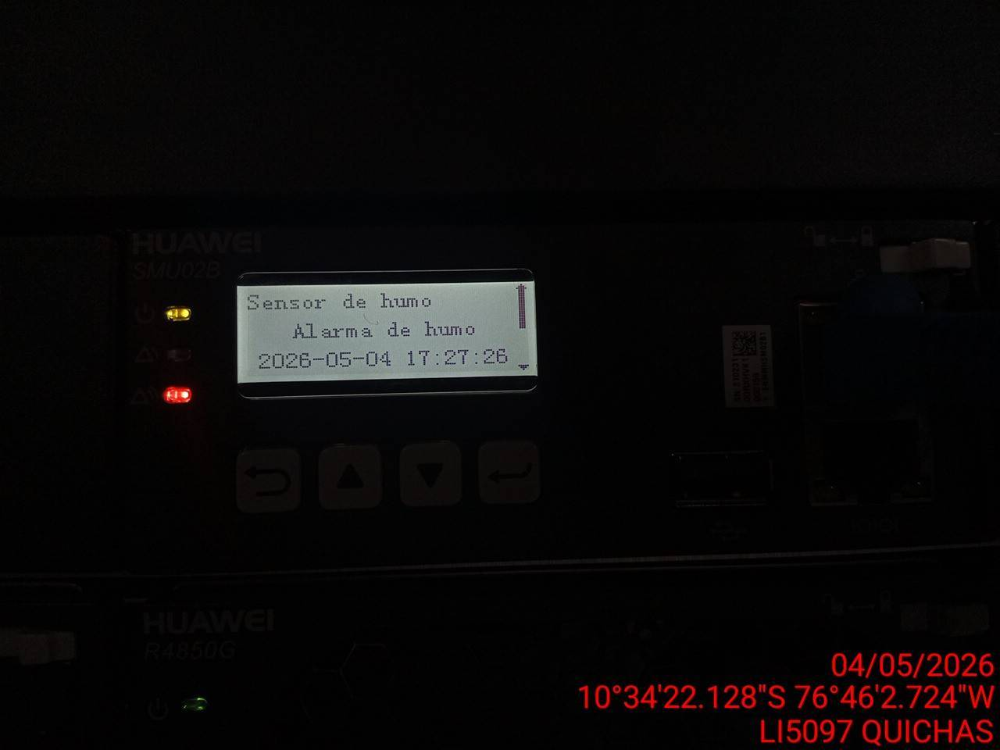 HUAWEI
SMU02B
Sensor de humo
Alarma de humo
2026-05-04 17:27:26
HUAWEI
R4850G
04/05/2026
10°34'22.128"S 76°46'2.724"W
LI5097 QUICHAS